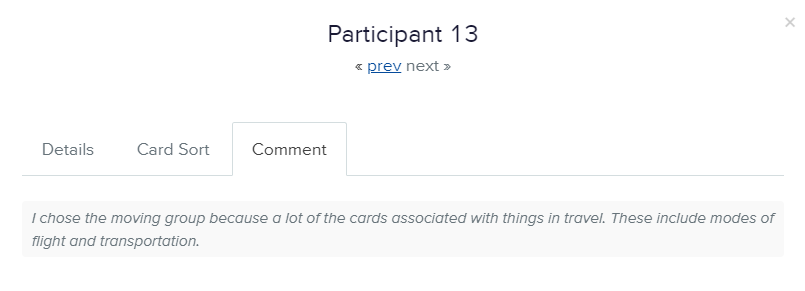 ×
Participant 13
« prev next »
Details Card Sort Comment
I chose the moving group because a lot of the cards associated with things in travel. These include modes of
flight and transportation.